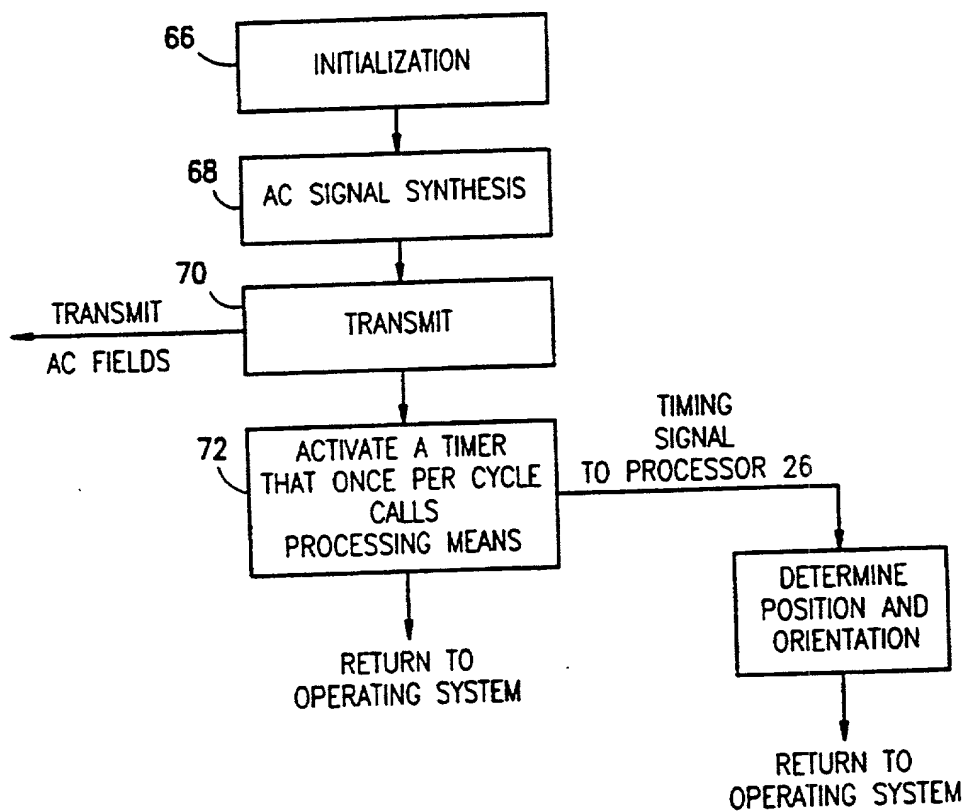 66
INITIALIZATION
68
AC SIGNAL SYNTHESIS
70
TRANSMIT
TRANSMIT
AC FIELDS
72
ACTIVATE A TIMER
THAT ONCE PER CYCLE
CALLS
PROCESSING MEANS
TIMING
SIGNAL
TO PROCESSOR 26
DETERMINE
POSITION AND
ORIENTATION
RETURN TO
OPERATING SYSTEM
RETURN TO
OPERATING SYSTEM